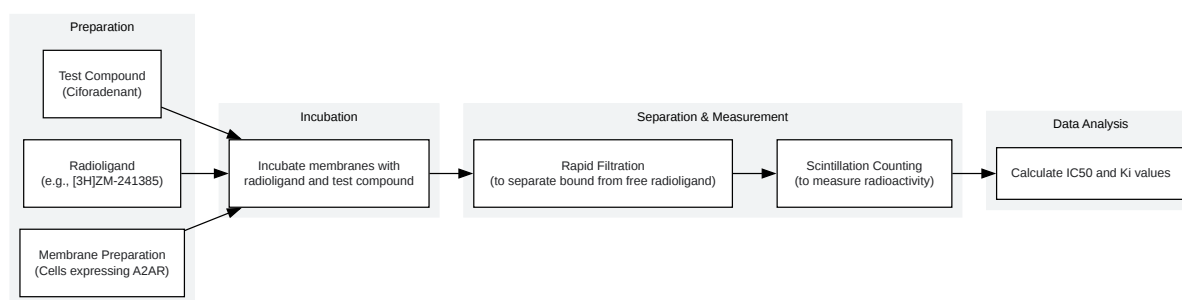 Preparation
Test Compound
(Ciforadenant)
Radioligand
(e.g., [3H]ZM-241385)
Membrane Preparation
(Cells expressing A2AR)
Incubation
Incubate membranes with
radioligand and test compound
Separation & Measurement
Rapid Filtration
(to separate bound from free radioligand)
Scintillation Counting
(to measure radioactivity)
Data Analysis
Calculate IC50 and Ki values